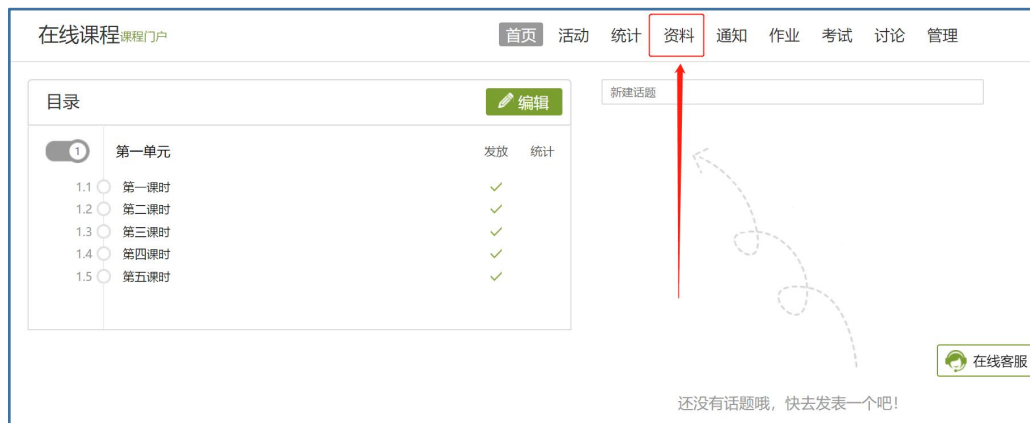 在线课程课程门户
首页 活动 统计 资料 通知 作业 考试 讨论 管理
目录
编辑
1 第一单元 发放 统计
1.1 第一课时
1.2 第二课时
1.3 第三课时
1.4 第四课时
1.5 第五课时
新建话题
还没有话题哦，快去发表一个吧！
在线客服